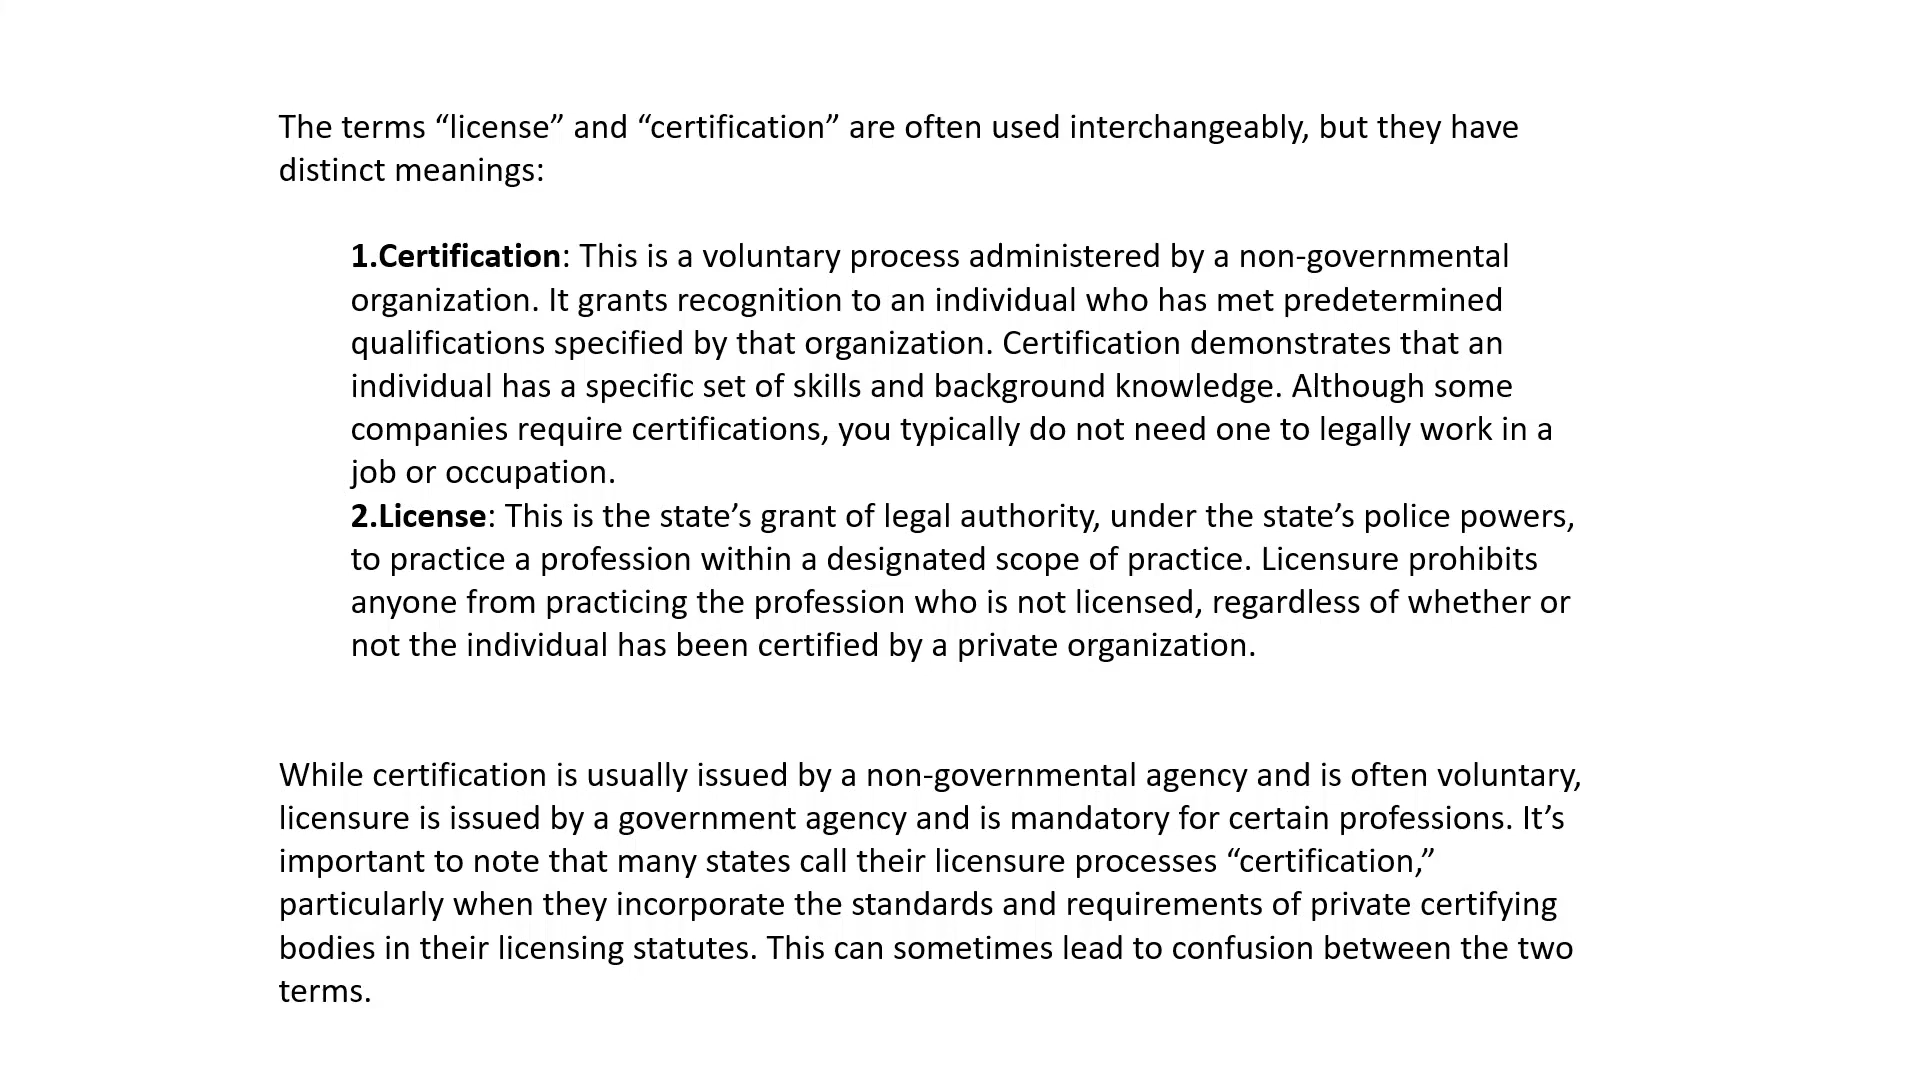 The terms “license” and “certification” are often used interchangeably, but they have
distinct meanings:
1.Certification: This is a voluntary process administered by a non-governmental
organization. It grants recognition to an individual who has met predetermined
qualifications specified by that organization. Certification demonstrates that an
individual has a specific set of skills and background knowledge. Although some
companies require certifications, you typically do not need one to legally work in a
job or occupation.
2.License: This is the state’s grant of legal authority, under the state’s police powers,
to practice a profession within a designated scope of practice. Licensure prohibits
anyone from practicing the profession who is not licensed, regardless of whether or
not the individual has been certified by a private organization.
While certification is usually issued by a non-governmental agency and is often voluntary,
licensure is issued by a government agency and is mandatory for certain professions. It’s
important to note that many states call their licensure processes “certification,”
particularly when they incorporate the standards and requirements of private certifying
bodies in their licensing statutes. This can sometimes lead to confusion between the two
terms.